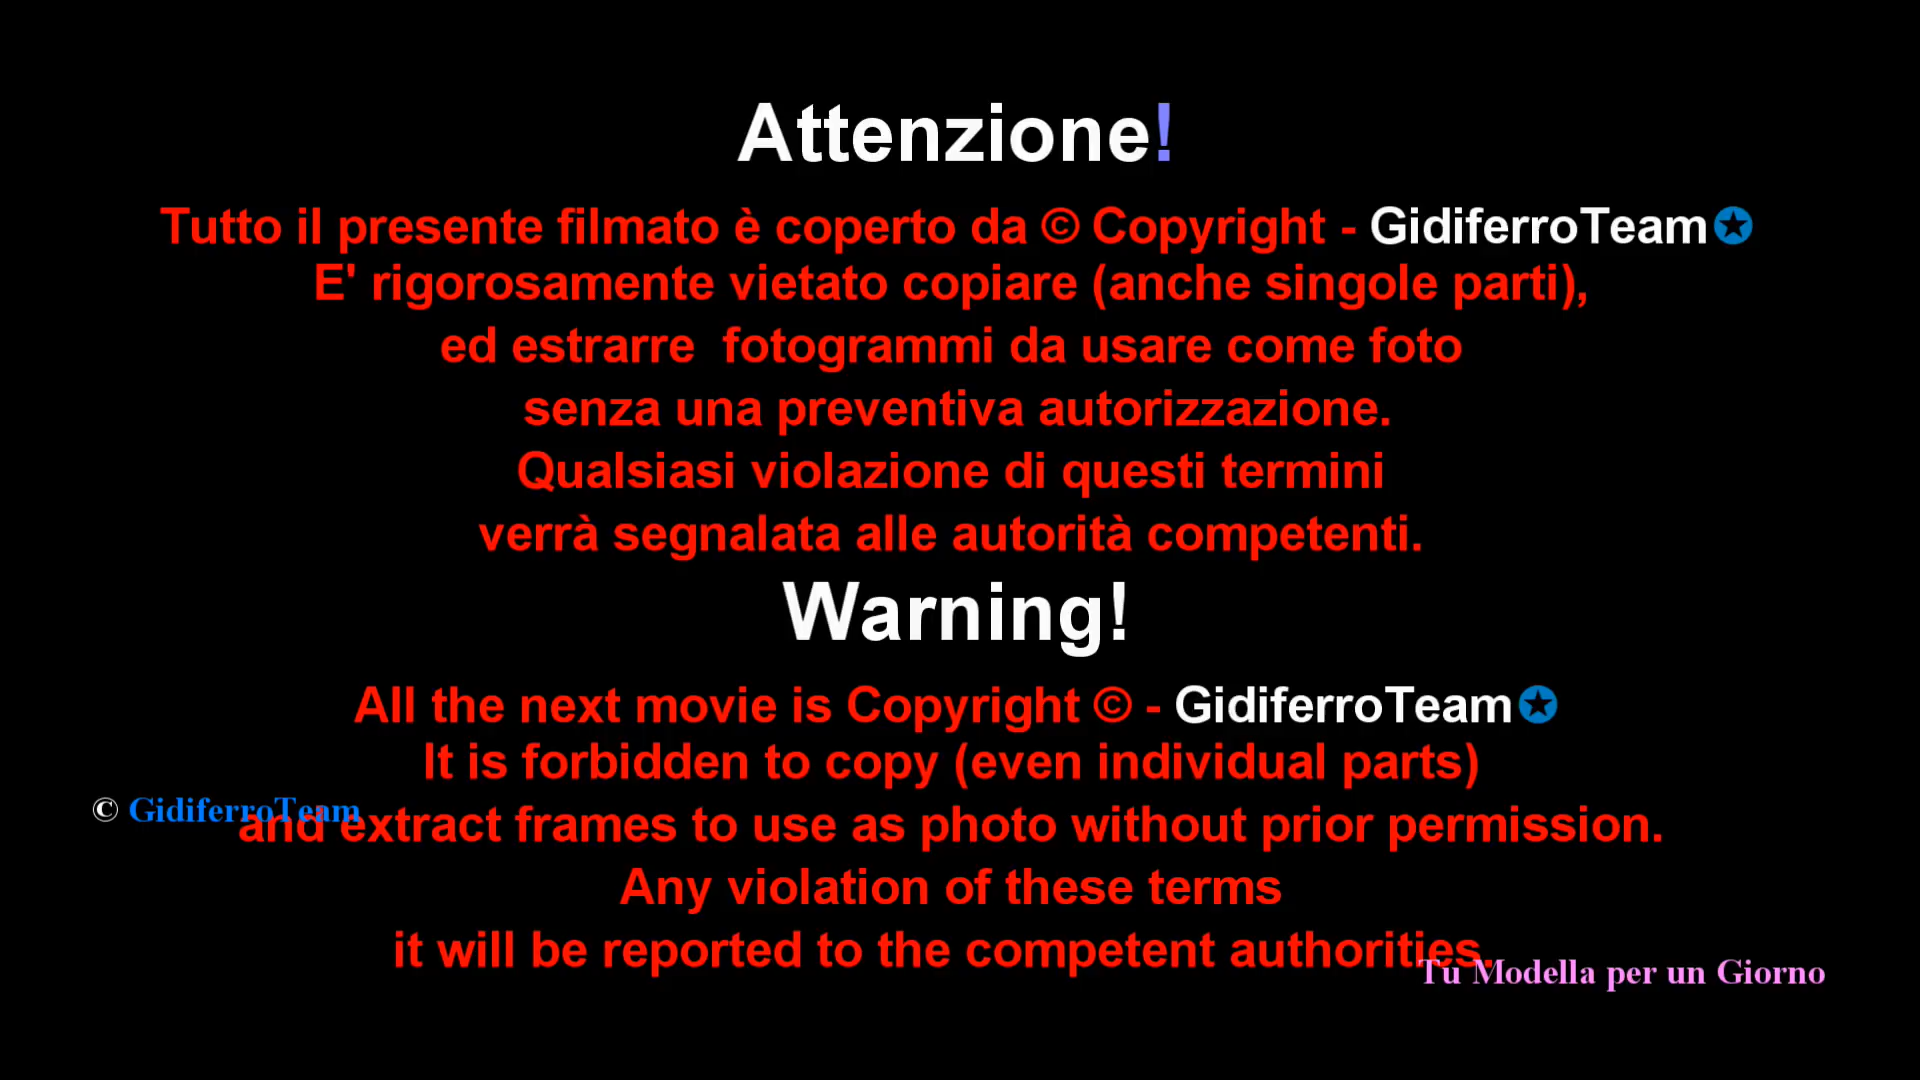 Attenzione!
Tutto il presente filmato è coperto da © Copyright - GidiferroTeam✪
E' rigorosamente vietato copiare (anche singole parti),
ed estrarre  fotogrammi da usare come foto
senza una preventiva autorizzazione.
Qualsiasi violazione di questi termini
verrà segnalata alle autorità competenti.
Warning!
All the next movie is Copyright © - GidiferroTeam✪
It is forbidden to copy (even individual parts)
© GidiferroTeam
and extract frames to use as photo without prior permission.
Any violation of these terms
it will be reported to the competent authorities.
Tu Modella per un Giorno